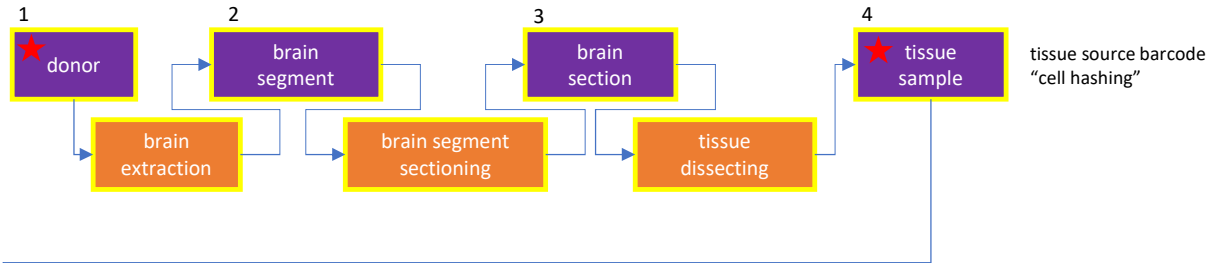 1
2
3
4
donor
brain
segment
brain
section
tissue
sample
tissue source barcode
“cell hashing”
brain
extraction
brain segment
sectioning
tissue
dissecting